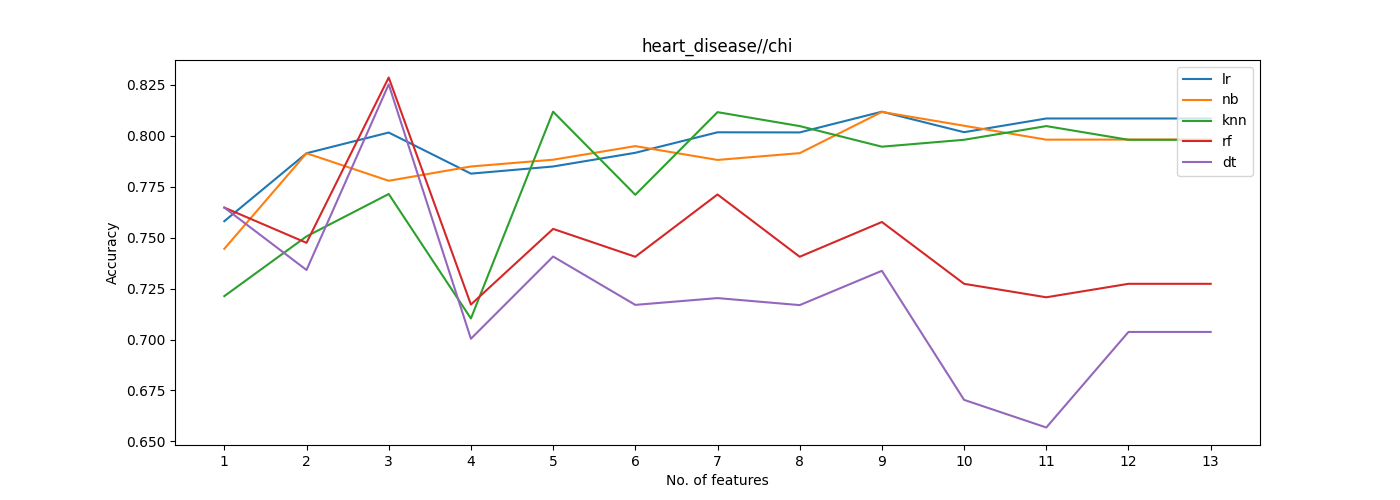 heart_disease//chi
lr
nb
knn
rf
dt
Accuracy
0.825
0.800
0.775
0.750
0.725
0.700
0.675
0.650
1 2 3 4 5 6 7 8 9 10 11 12 13
No. of features